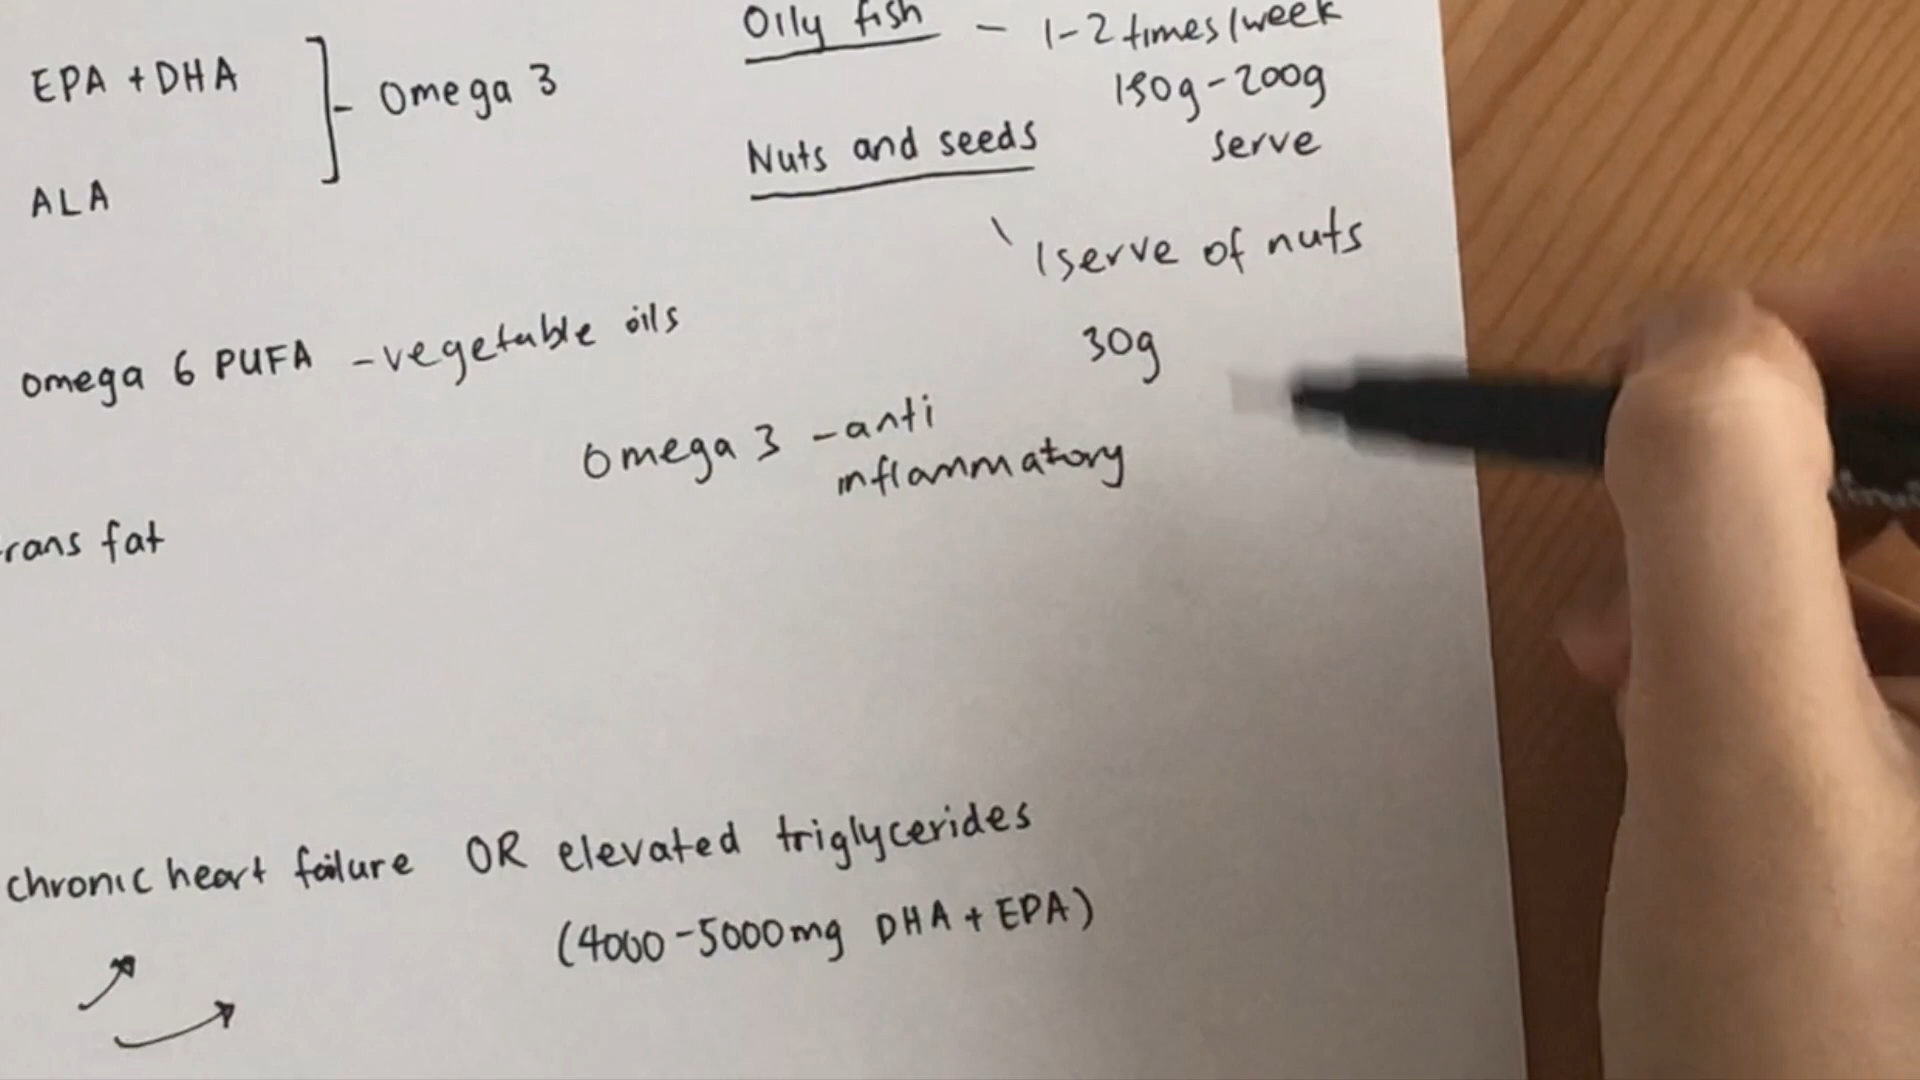 EPA + DHA
ALA
Omega 3
Oily fish - 1-2 times/week
150g-200g
serve
Nuts and seeds
1 serve of nuts
30g
omega 6 PUFA - vegetable oils
Omega 3 - anti
inflammatory
rans fat
chronic heart failure OR elevated triglycerides
(4000-5000mg DHA + EPA)